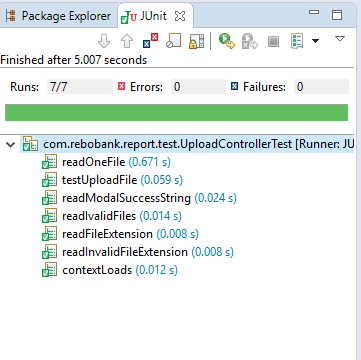 Package Explorer JUnit
Finished after 5.007 seconds
Runs: 7/7 Errors: 0 Failures: 0
com.rebobank.report.test.UploadControllerTest [Runner: JU
readOneFile (0.671 s)
testUploadFile (0.059 s)
readModalSuccessString (0.024 s)
readIvalidFiles (0.014 s)
readFileExtension (0.008 s)
readInvalidFileExtension (0.008 s)
contextLoads (0.012 s)